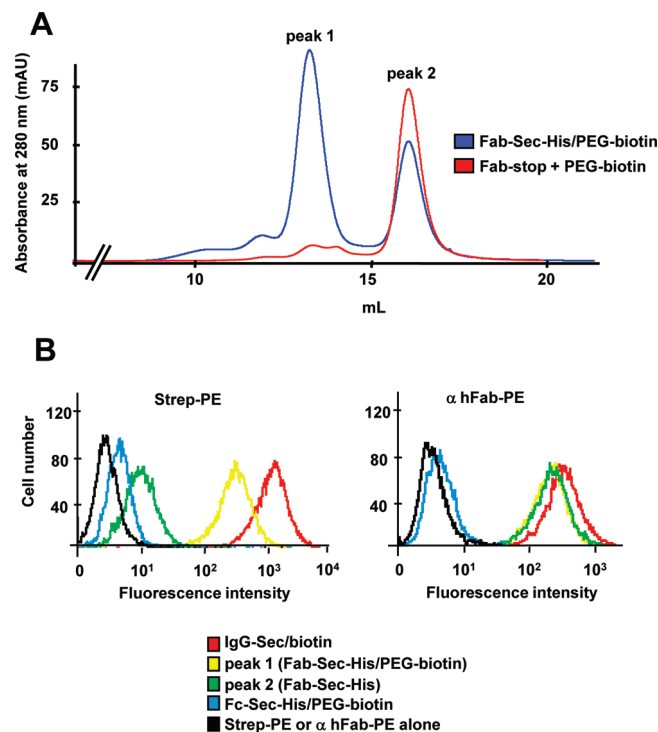 A
peak 1
peak 2
Absorbance at 280 nm (mAU)
75
50
25
Fab-Sec-His/PEG-biotin
Fab-stop + PEG-biotin
10
15
20
mL
B
Strep-PE
α hFab-PE
Cell number
120
80
40
0
10¹
10²
10³
10⁴
Fluorescence intensity
120
80
40
0
10¹
10²
10³
Fluorescence intensity
IgG-Sec/biotin
peak 1 (Fab-Sec-His/PEG-biotin)
peak 2 (Fab-Sec-His)
Fc-Sec-His/PEG-biotin
Strep-PE or α hFab-PE alone